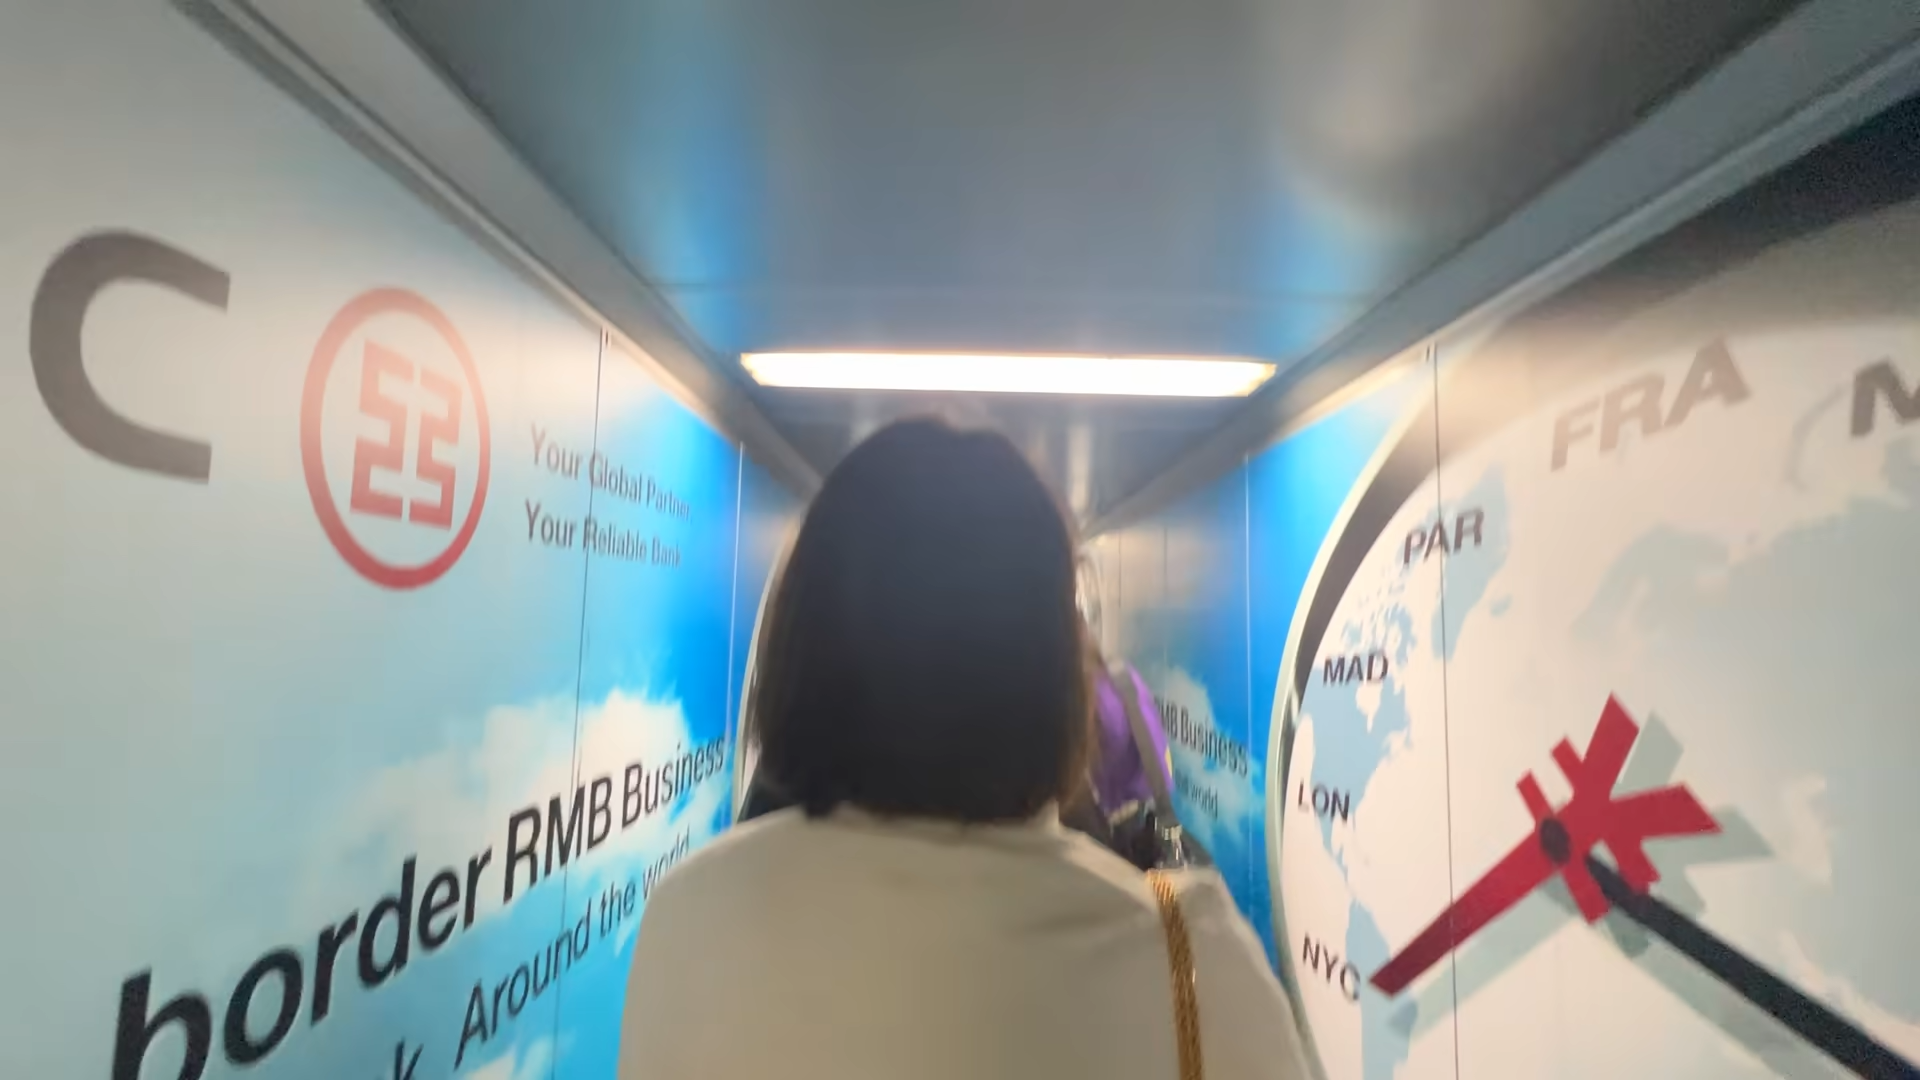 C
Your Global Partner,
Your Reliable Bank
border RMB Business
k Around the world
RMB Business
world
FRA
M
PAR
MAD
LON
NYC